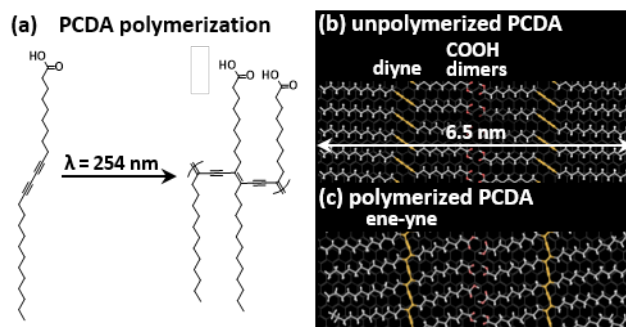 (a) PCDA polymerization
HO
O
λ = 254 nm
HO
O
HO
O
(b) unpolymerized PCDA
COOH
diyne dimers
6.5 nm
(c) polymerized PCDA
ene-yne